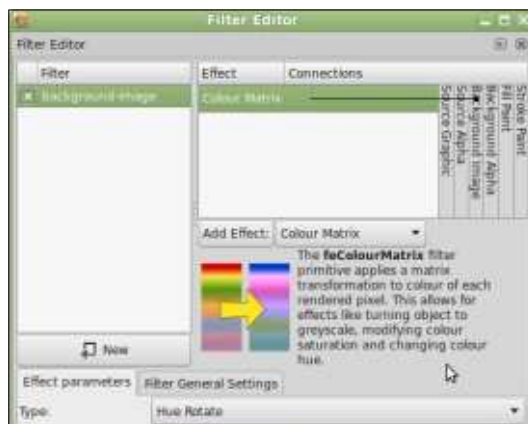 Filter Editor
Filter Editor
Filter
Effect
Connections
background-image
Colour Matrix
Source Graphic
Source Alpha
Background Image
Background Alpha
Fill Paint
Stroke Paint
Add Effect:
Colour Matrix
The feColourMatrix filter
primitive applies a matrix
transformation to colour of each
rendered pixel. This allows for
effects like turning object to
greyscale, modifying colour
saturation and changing colour
hue.
New
Effect parameters
Filter General Settings
Type:
Hue Rotate